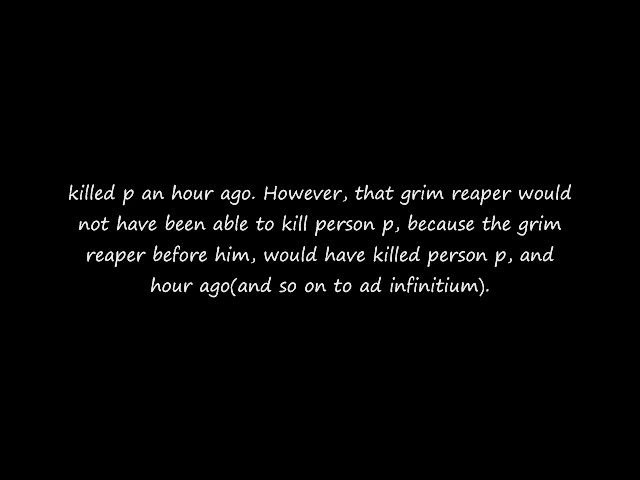 killed p an hour ago. However, that grim reaper would
not have been able to kill person p, because the grim
reaper before him, would have killed person p, and
hour ago(and so on to ad infinitium).